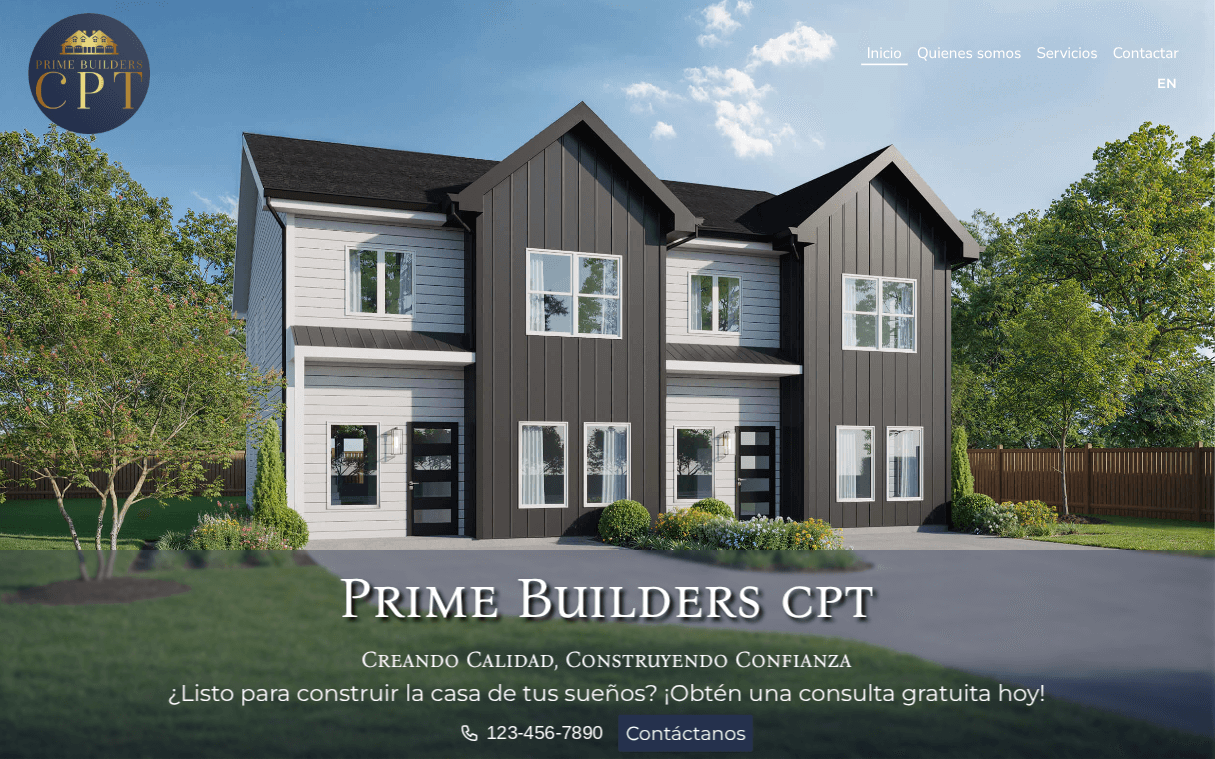 PRIME BUILDERS
CPT
Inicio Quienes somos Servicios Contactar
EN
Prime Builders cpt
Creando Calidad, Construyendo Confianza
¿Listo para construir la casa de tus sueños? ¡Obtén una consulta gratuita hoy!
123-456-7890 Contáctanos